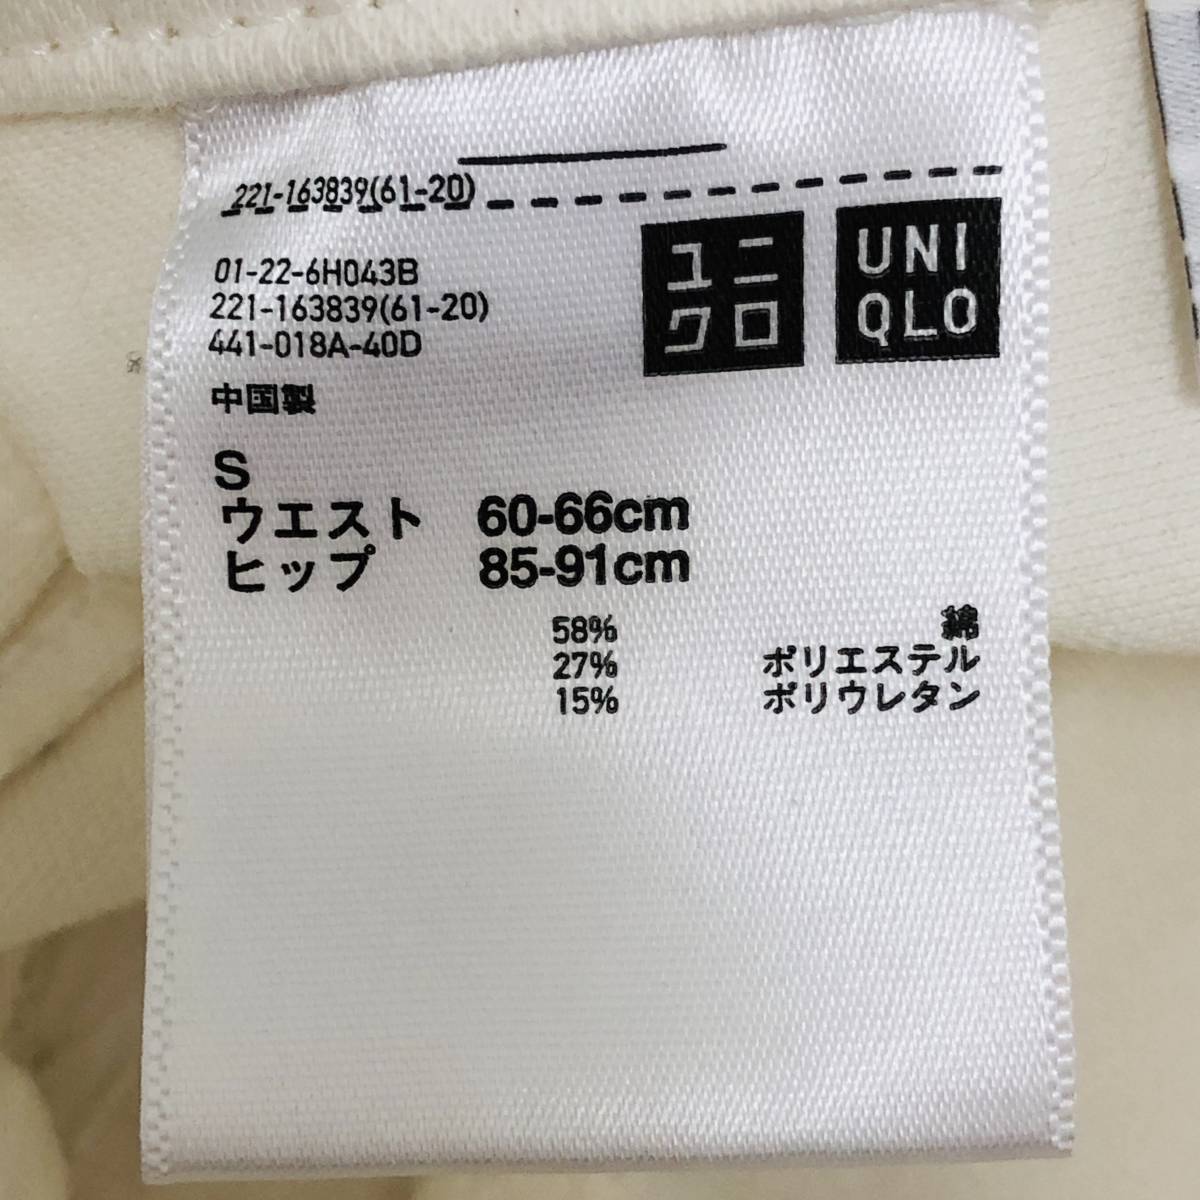 221-163839(61-20)
ユニ
クロ
UNI
QLO
01-22-6H043B
221-163839(61-20)
441-018A-40D
中国製
S
ウエスト 60-66cm
ヒップ 85-91cm
58% 綿
27% ポリエステル
15% ポリウレタン